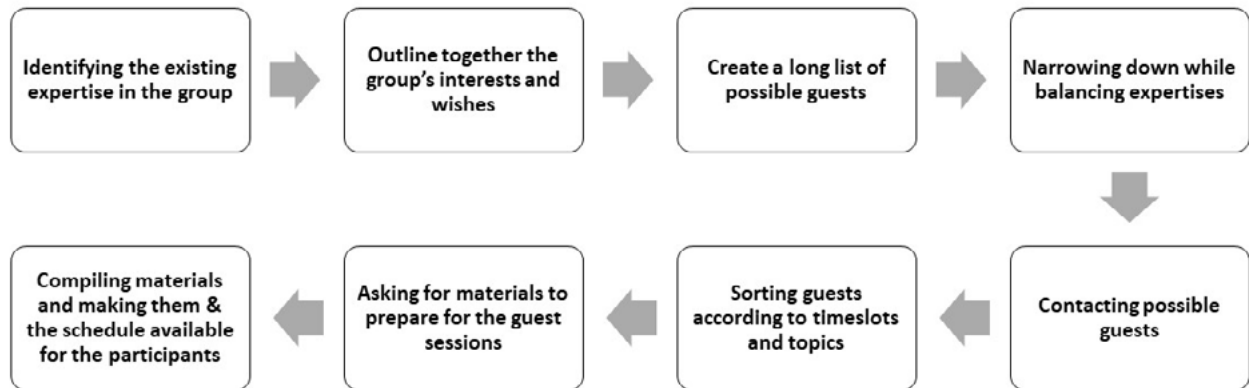 Identifying the existing
expertise in the group
Outline together the
group's interests and
wishes
Create a long list of
possible guests
Narrowing down while
balancing expertises
Contacting possible
guests
Sorting guests
according to timeslots
and topics
Asking for materials to
prepare for the guest
sessions
Compiling materials
and making them &
the schedule available
for the participants